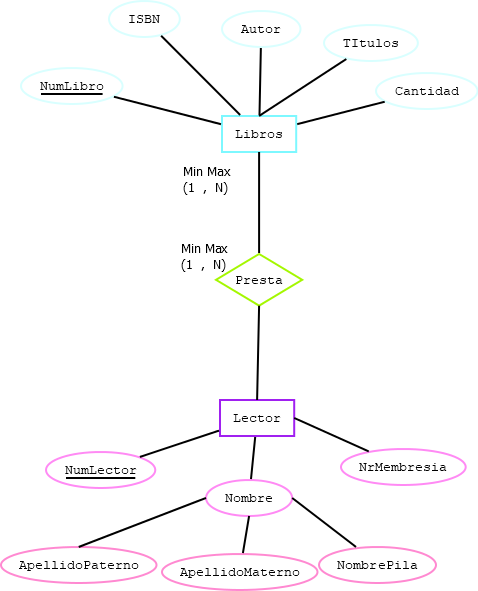 ISBN
Autor
TItulos
NumLibro
Cantidad
Libros
Min Max
(1 , N)
Min Max
(1 , N)
Presta
Lector
NumLector
NrMembresia
Nombre
ApellidoPaterno
ApellidoMaterno
NombrePila